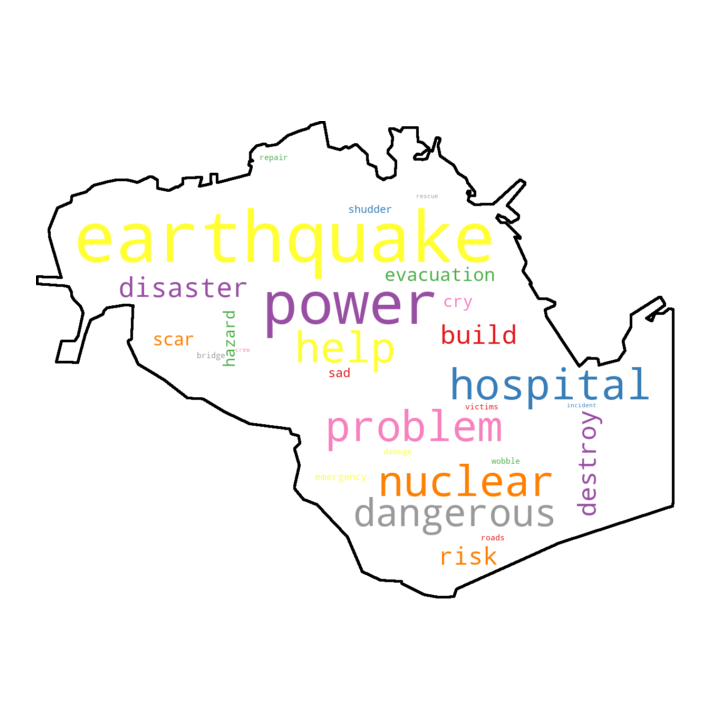 repair
rescue
shudder
earthquake
evacuation
disaster
power
cry
hazard
build
scar
help
bridge
crew
sad
hospital
victims
incident
problem
destroy
damage
wobble
emergency
nuclear
dangerous
roads
risk